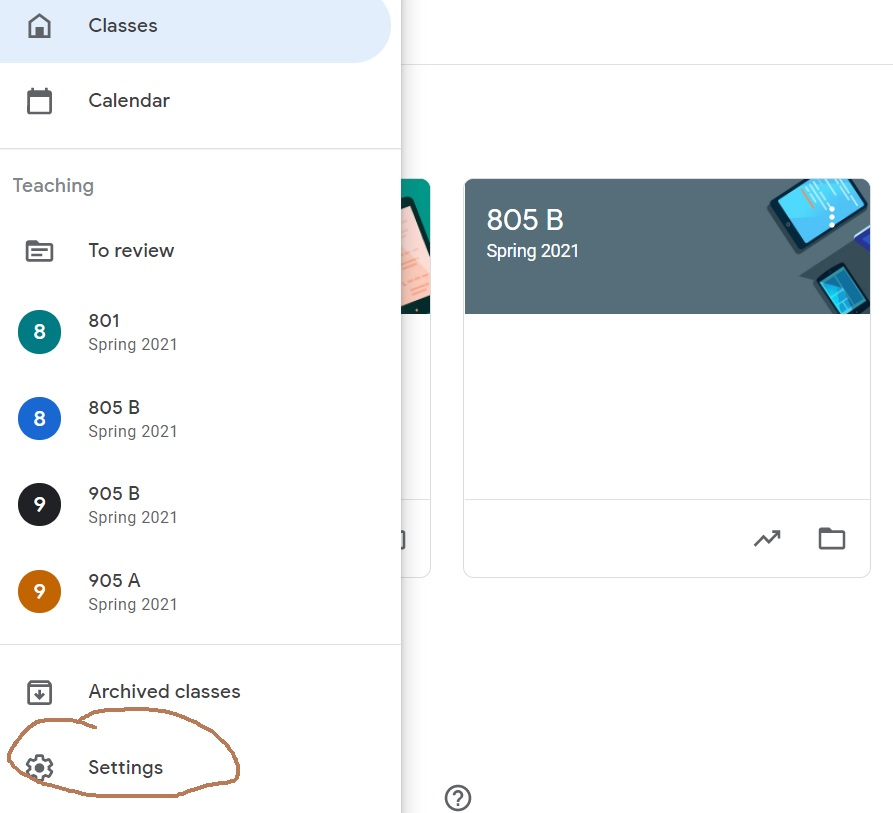 Classes
Calendar
Teaching
To review
8
801
Spring 2021
8
805 B
Spring 2021
9
905 B
Spring 2021
9
905 A
Spring 2021
Archived classes
Settings
805 B
Spring 2021
?